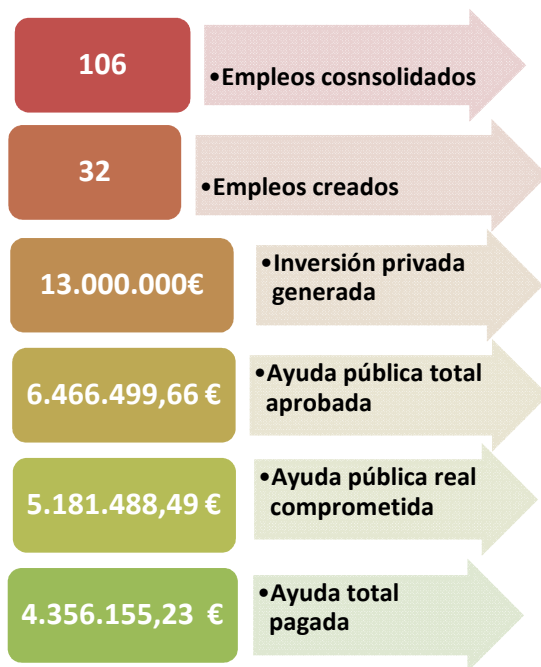 106
•Empleos cosnsolidados
32
•Empleos creados
13.000.000€
•Inversión privada
generada
6.466.499,66 €
•Ayuda pública total
aprobada
5.181.488,49 €
•Ayuda pública real
comprometida
4.356.155,23 €
•Ayuda total
pagada